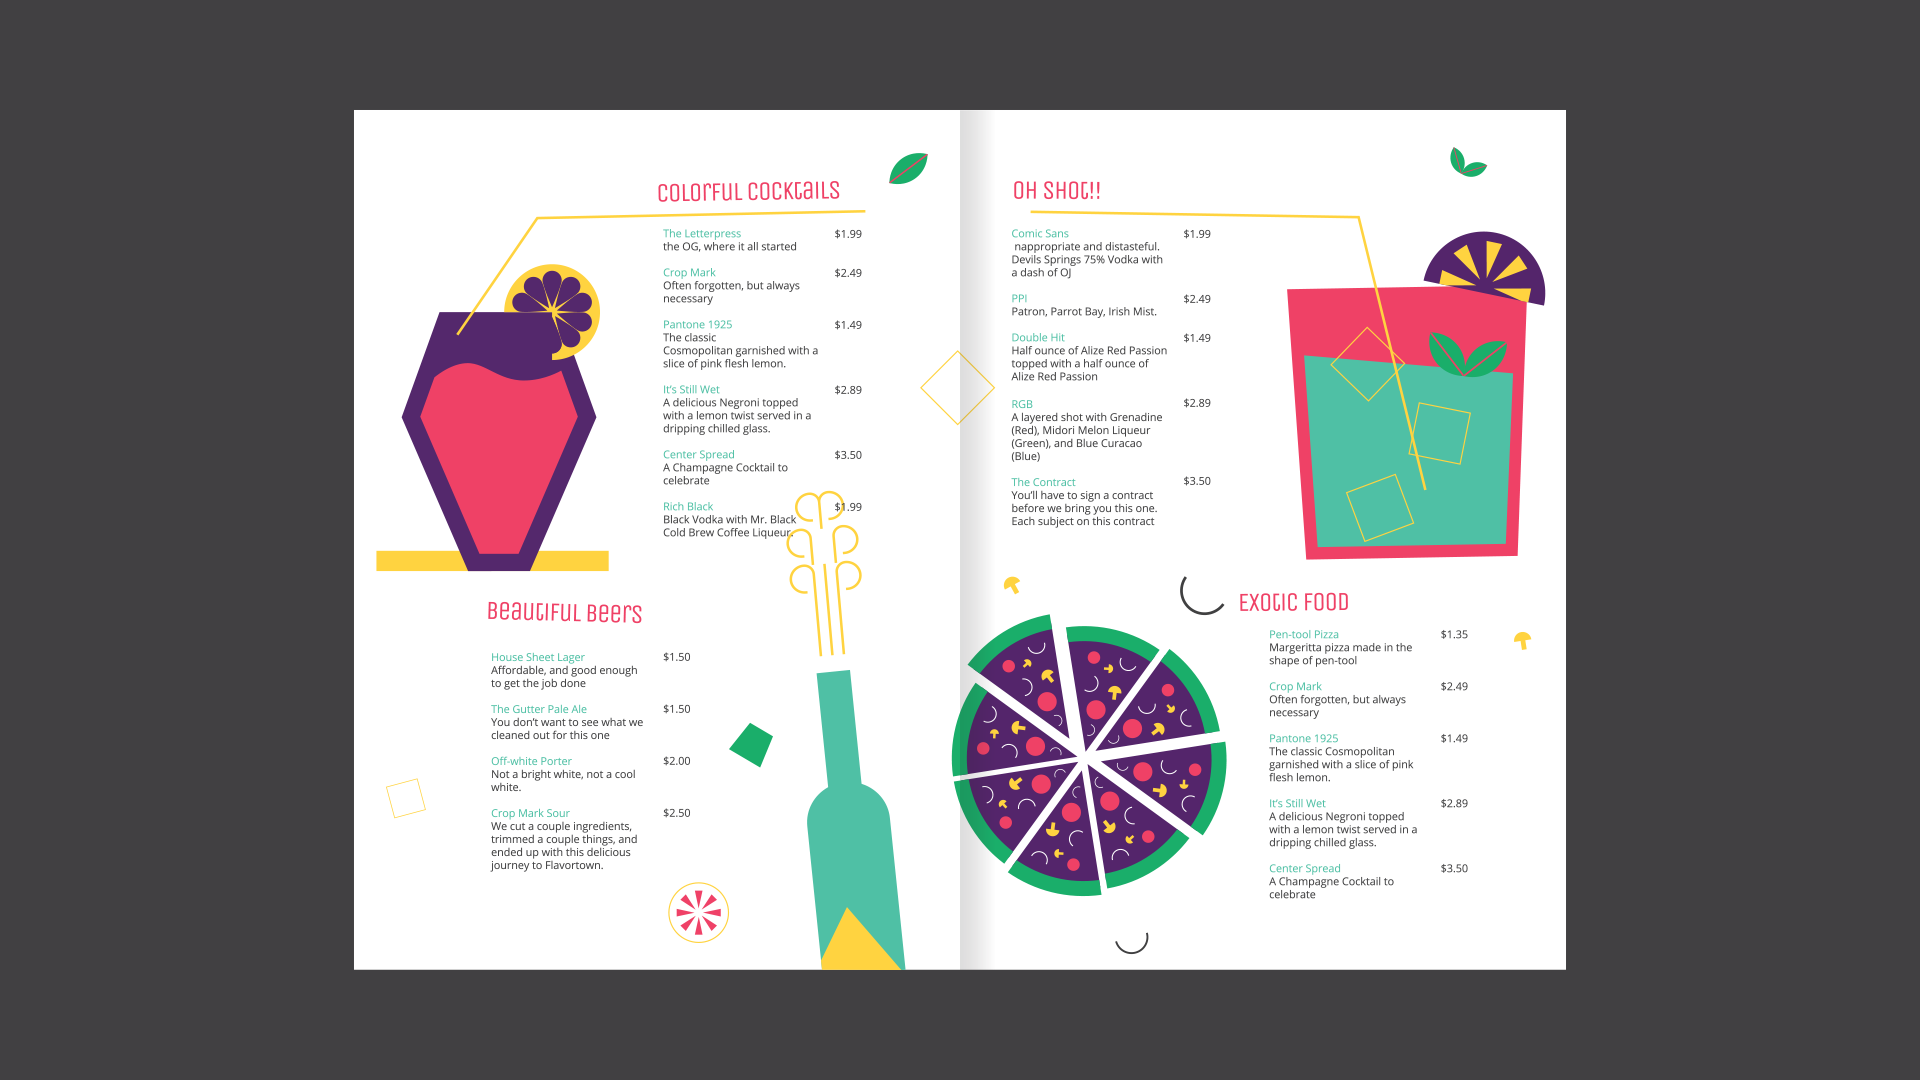 COLORFUL COCKTAILS
The Letterpress $1.99
the OG, where it all started
Crop Mark $2.49
Often forgotten, but always
necessary
Pantone 1925 $1.49
The classic
Cosmopolitan garnished with a
slice of pink flesh lemon.
It's Still Wet $2.89
A delicious Negroni topped
with a lemon twist served in a
dripping chilled glass.
Center Spread $3.50
A Champagne Cocktail to
celebrate
Rich Black $1.99
Black Vodka with Mr. Black
Cold Brew Coffee Liqueur.
BEAUTIFUL BEERS
House Sheet Lager $1.50
Affordable, and good enough
to get the job done
The Gutter Pale Ale $1.50
You don't want to see what we
cleaned out for this one
Off-white Porter $2.00
Not a bright white, not a cool
white.
Crop Mark Sour $2.50
We cut a couple ingredients,
trimmed a couple things, and
ended up with this delicious
journey to Flavortown.
OH SHOT!!
Comic Sans $1.99
nappropriate and distasteful.
Devils Springs 75% Vodka with
a dash of OJ
PPI $2.49
Patron, Parrot Bay, Irish Mist.
Double Hit $1.49
Half ounce of Alize Red Passion
topped with a half ounce of
Alize Red Passion
RGB $2.89
A layered shot with Grenadine
(Red), Midori Melon Liqueur
(Green), and Blue Curacao
(Blue)
The Contract $3.50
You'll have to sign a contract
before we bring you this one.
Each subject on this contract
EXOTIC FOOD
Pen-tool Pizza $1.35
Margeritta pizza made in the
shape of pen-tool
Crop Mark $2.49
Often forgotten, but always
necessary
Pantone 1925 $1.49
The classic Cosmopolitan
garnished with a slice of pink
flesh lemon.
It's Still Wet $2.89
A delicious Negroni topped
with a lemon twist served in a
dripping chilled glass.
Center Spread $3.50
A Champagne Cocktail to
celebrate